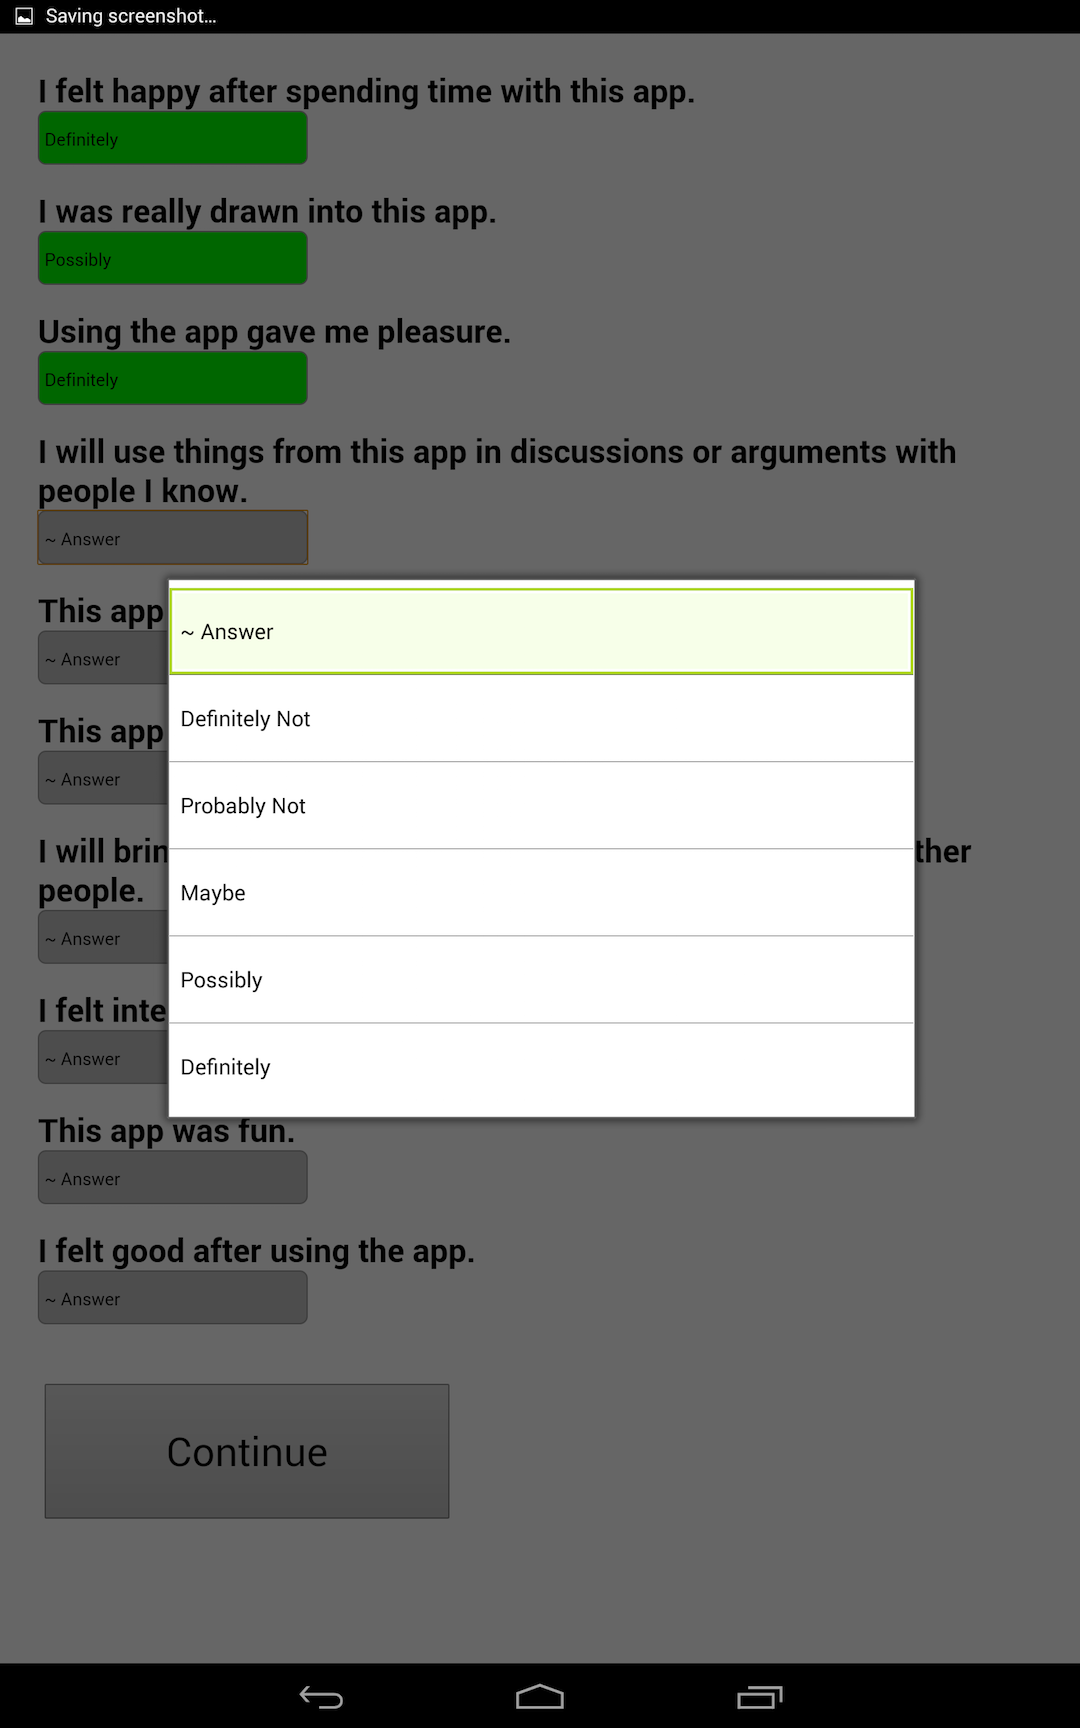 Saving screenshot...
I felt happy after spending time with this app.
Definitely
I was really drawn into this app.
Possibly
Using the app gave me pleasure.
Definitely
I will use things from this app in discussions or arguments with
people I know.
~ Answer
This app
~ Answer
This app
~ Answer
I will brin
ther
people.
~ Answer
I felt inte
~ Answer
~ Answer
Definitely Not
Probably Not
Maybe
Possibly
Definitely
This app was fun.
~ Answer
I felt good after using the app.
~ Answer
Continue